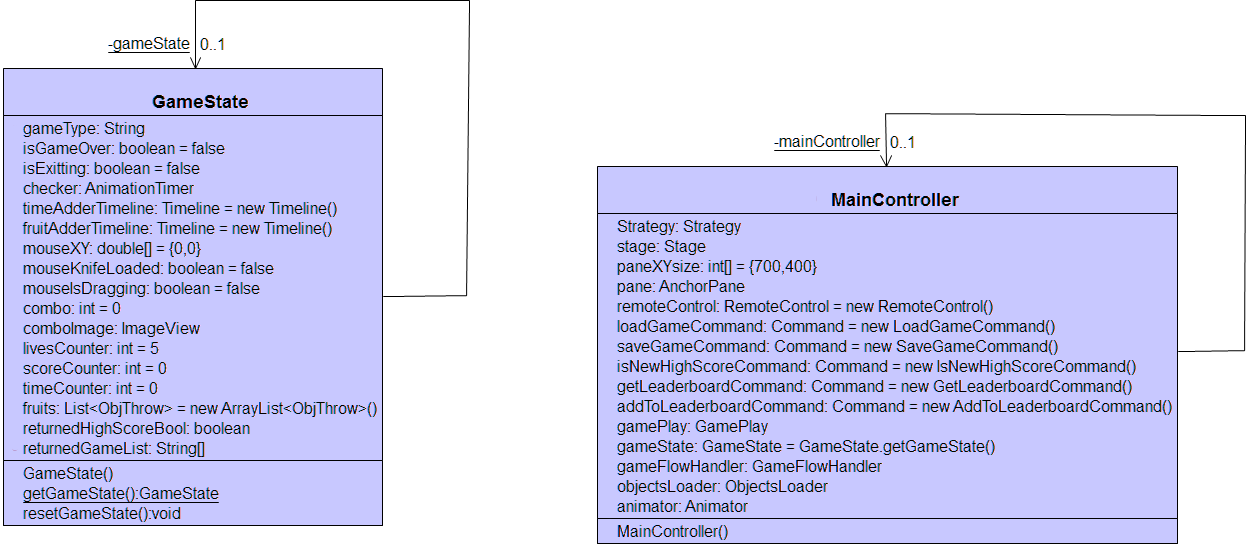 -gameState 0..1
GameState
gameType: String
isGameOver: boolean = false
isExitting: boolean = false
checker: AnimationTimer
timeAdderTimeline: Timeline = new Timeline()
fruitAdderTimeline: Timeline = new Timeline()
mouseXY: double[] = {0,0}
mouseKnifeLoaded: boolean = false
mouseIsDragging: boolean = false
combo: int = 0
comboImage: ImageView
livesCounter: int = 5
scoreCounter: int = 0
timeCounter: int = 0
fruits: List<ObjThrow> = new ArrayList<ObjThrow>()
returnedHighScoreBool: boolean
returnedGameList: String[]
GameState()
getGameState():GameState
resetGameState():void
-mainController 0..1
MainController
Strategy: Strategy
stage: Stage
paneXYsize: int[] = {700,400}
pane: AnchorPane
remoteControl: RemoteControl = new RemoteControl()
loadGameCommand: Command = new LoadGameCommand()
saveGameCommand: Command = new SaveGameCommand()
isNewHighScoreCommand: Command = new IsNewHighScoreCommand()
getLeaderboardCommand: Command = new GetLeaderboardCommand()
addToLeaderboardCommand: Command = new AddToLeaderboardCommand()
gamePlay: GamePlay
gameState: GameState = GameState.getGameState()
gameFlowHandler: GameFlowHandler
objectsLoader: ObjectsLoader
animator: Animator
MainController()